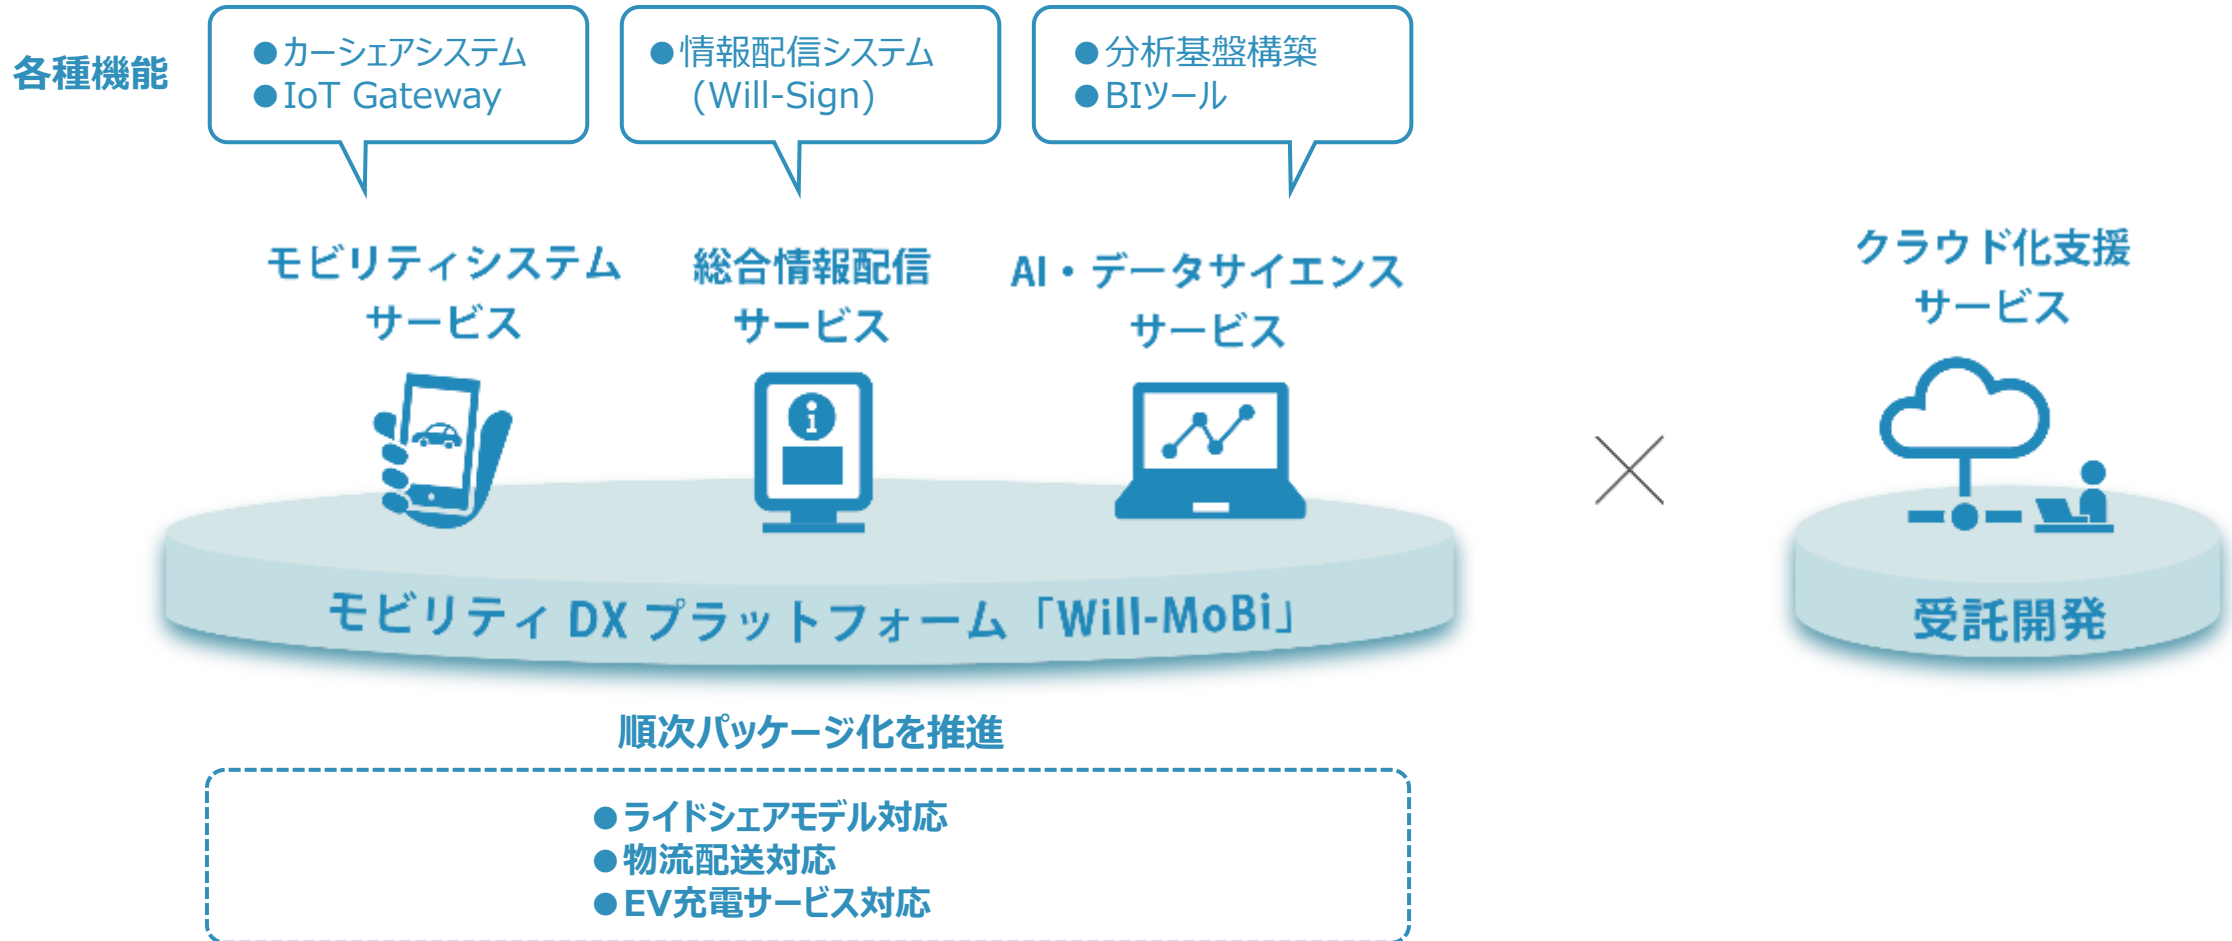 各種機能
●カーシェアシステム
●IoT Gateway
●情報配信システム
(Will-Sign)
●分析基盤構築
●BIツール
モビリティシステム
サービス
総合情報配信
サービス
AI・データサイエンス
サービス
クラウド化支援
サービス
i
モビリティ DX プラットフォーム「Will-MoBi」
受託開発
順次パッケージ化を推進
●ライドシェアモデル対応
●物流配送対応
●EV充電サービス対応